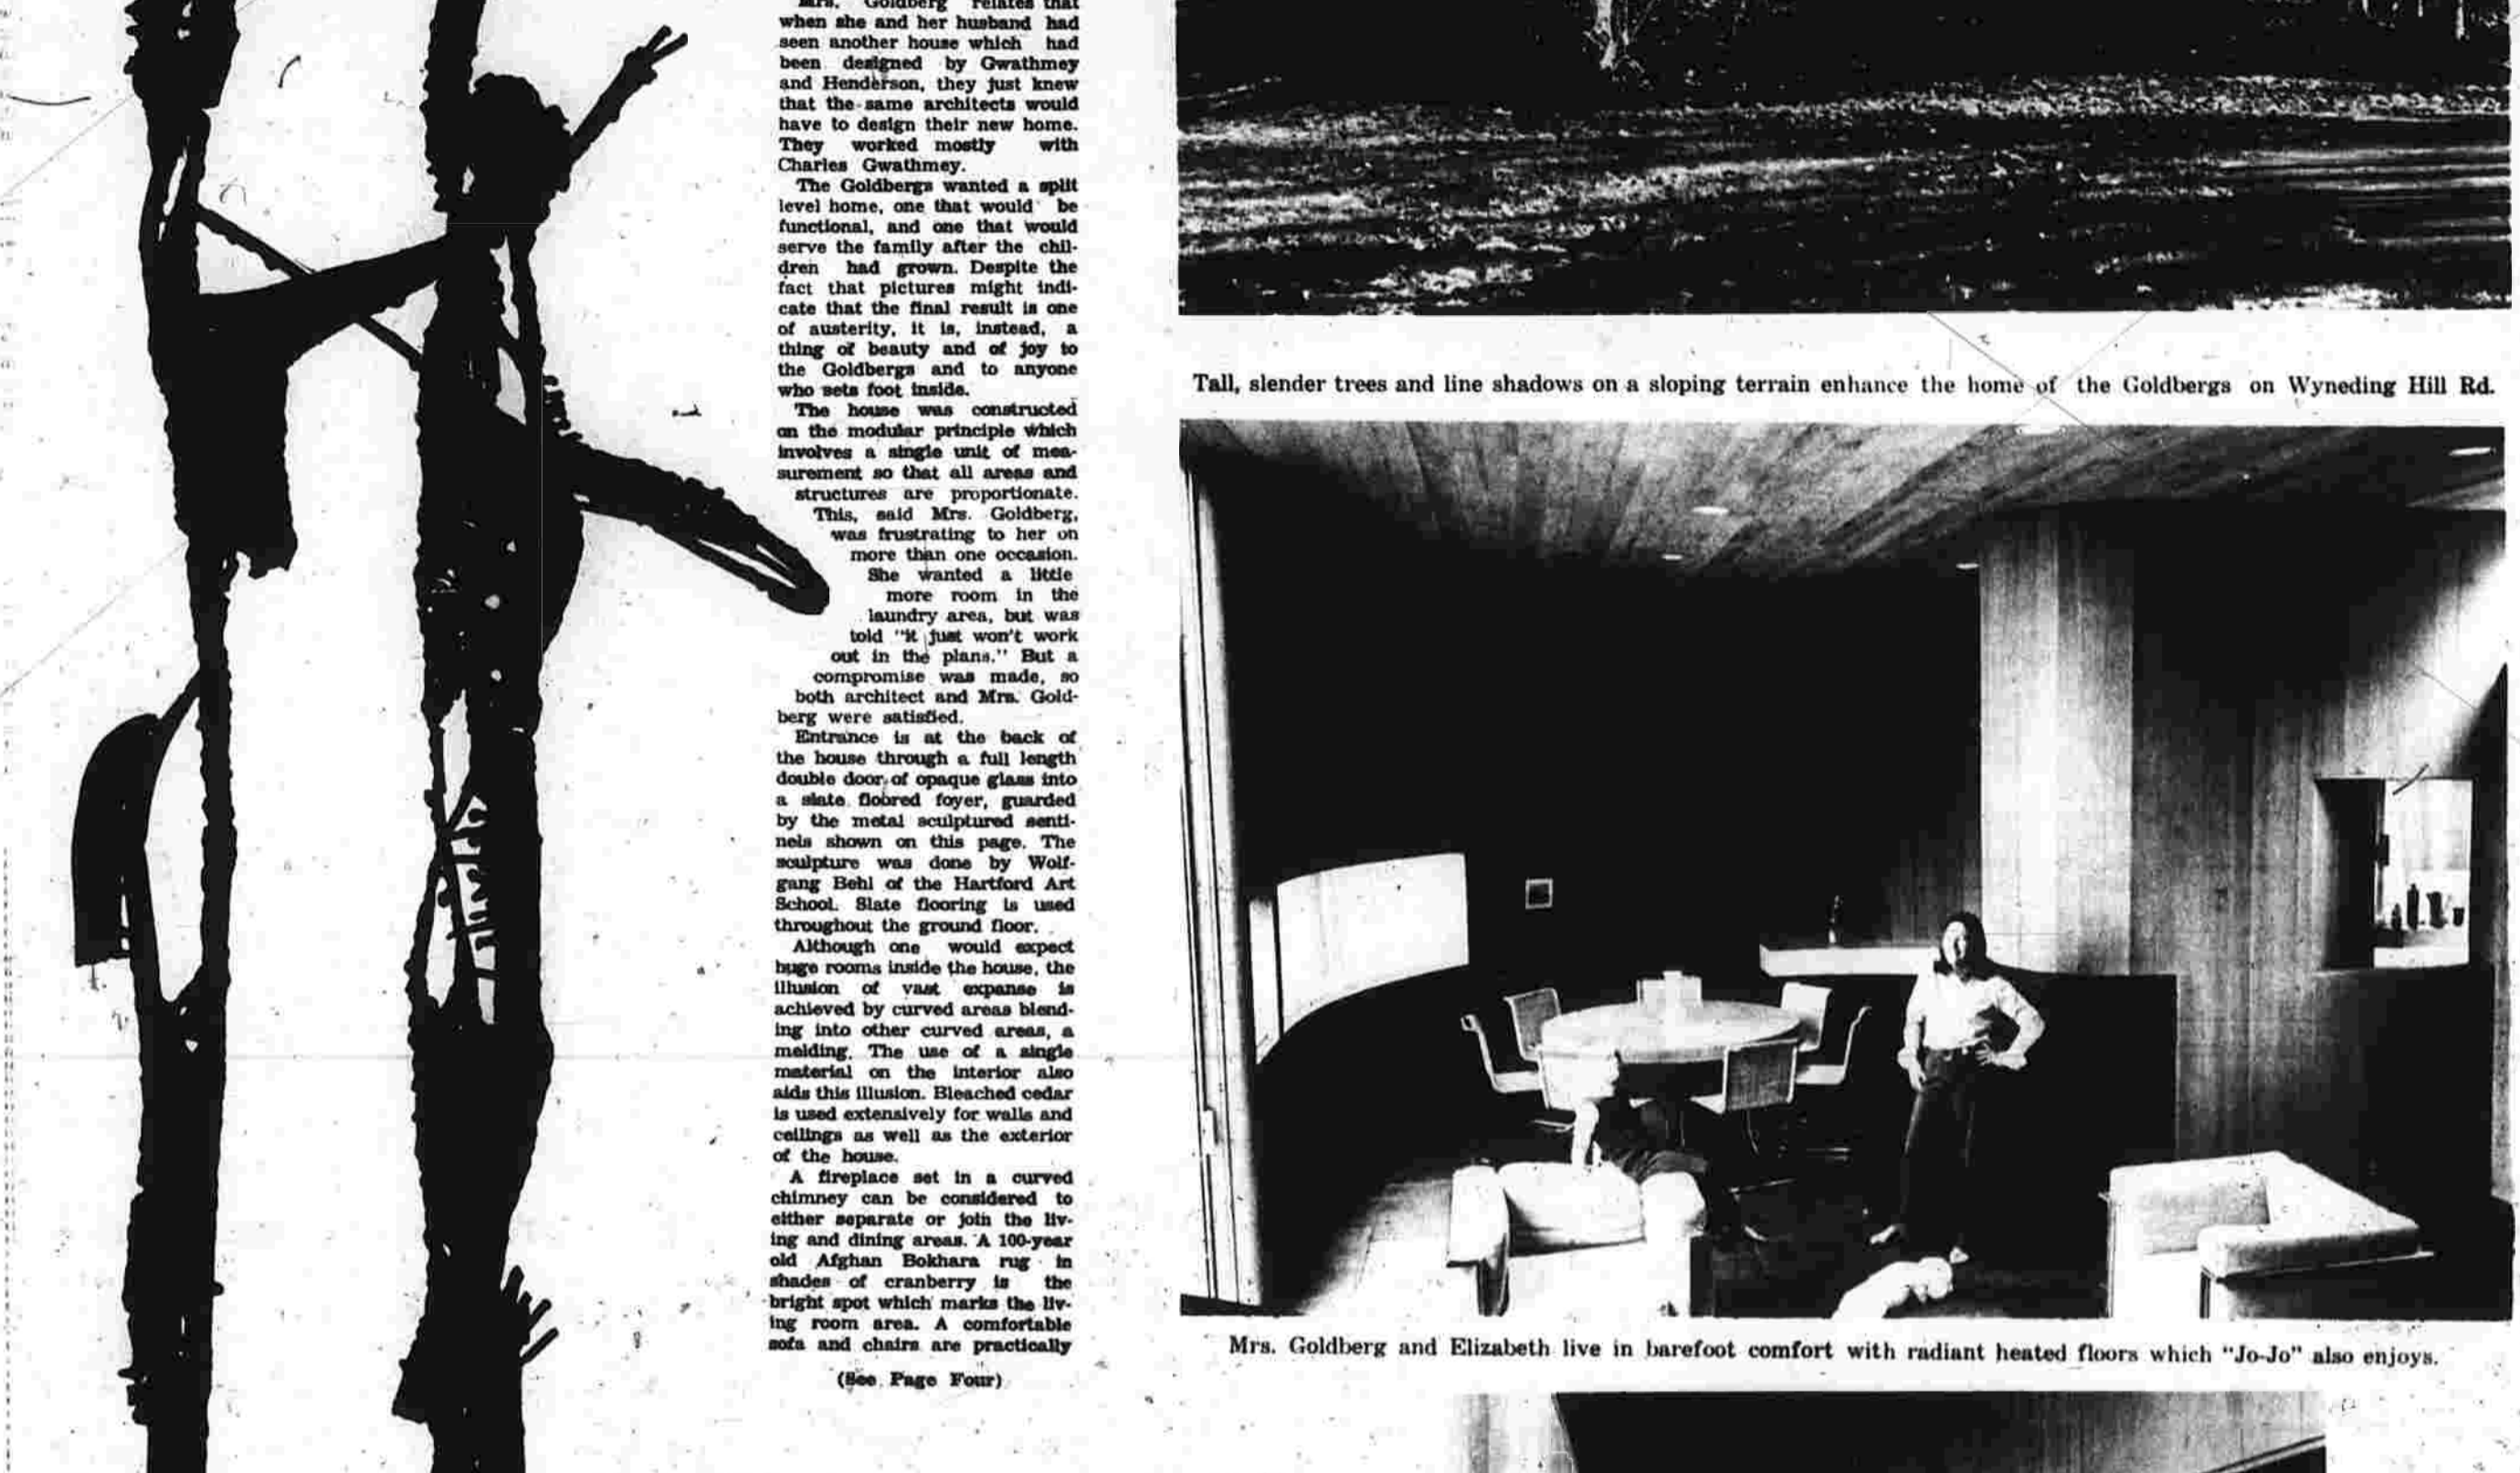 Mrs. Goldberg relates that
when she and her husband had
seen another house which had
been designed by Gwathmey
and Henderson, they just knew
that the same architects would
have to design their new home.
They worked mostly with
Charles Gwathmey.
The Goldbergs wanted a split
level home, one that would be
functional, and one that would
serve the family after the chil-
dren had grown. Despite the
fact that pictures might indi-
cate that the final result is one
of austerity, it is, instead, a
thing of beauty and of joy to
the Goldbergs and to anyone
who sets foot inside.
The house was constructed
on the modular principle which
involves a single unit of mea-
surement so that all areas and
structures are proportionate.
This, said Mrs. Goldberg,
was frustrating to her on
more than one occasion.
She wanted a little
more room in the
laundry area, but was
told "it just won't work
out in the plans." But a
compromise was made, so
both architect and Mrs. Gold-
berg were satisfied.
Entrance is at the back of
the house through a full length
double door of opaque glass into
a slate floored foyer, guarded
by the metal sculptured senti-
nels shown on this page. The
sculpture was done by Wolf-
gang Behl of the Hartford Art
School. Slate flooring is used
throughout the ground floor.
Although one would expect
huge rooms inside the house, the
illusion of vast expanse is
achieved by curved areas blend-
ing into other curved areas, a
melding. The use of a single
material on the interior also
aids this illusion. Bleached cedar
is used extensively for walls and
ceilings as well as the exterior
of the house.
A fireplace set in a curved
chimney can be considered to
either separate or join the liv-
ing and dining areas. A 100-year
old Afghan Bokhara rug in
shades of cranberry is the
bright spot which marks the liv-
ing room area. A comfortable
sofa and chairs are practically
(See Page Four)
Tall, slender trees and line shadows on a sloping terrain enhance the home of the Goldbergs on Wyneding Hill Rd.
Mrs. Goldberg and Elizabeth live in barefoot comfort with radiant heated floors which "Jo-Jo" also enjoys.